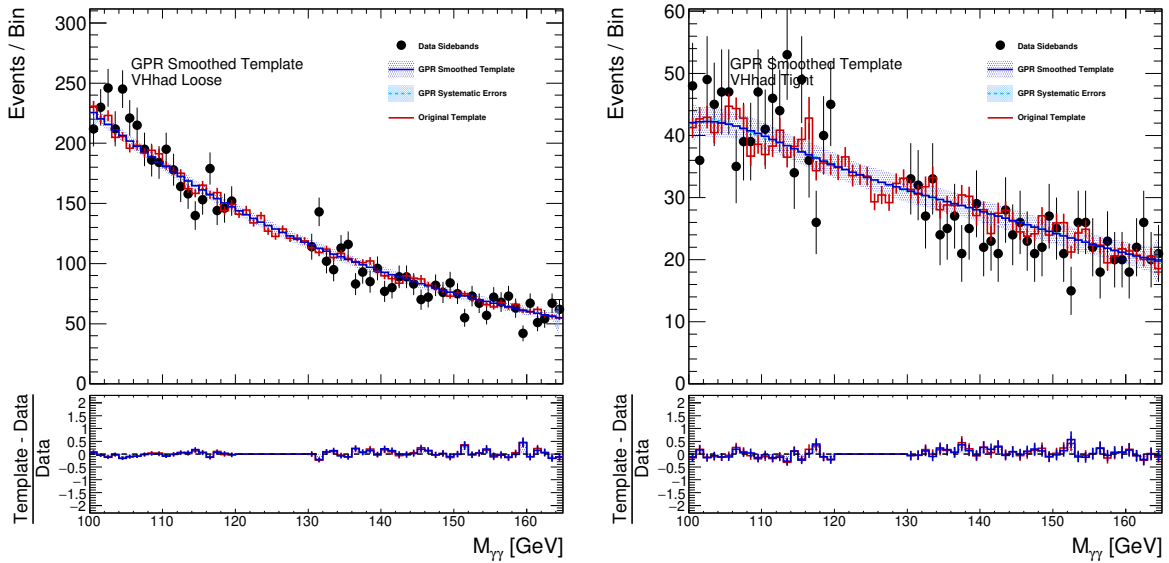 Events / Bin
300
250
200
150
100
50
0
GPR Smoothed Template
VHhad Loose
Data Sidebands
GPR Smoothed Template
GPR Systematic Errors
Original Template
Template - Data
Data
2
1.5
1
0.5
0
−0.5
−1
−1.5
−2
100 110 120 130 140 150 160
Mγγ [GeV]
Events / Bin
60
50
40
30
20
10
0
GPR Smoothed Template
VHhad Tight
Data Sidebands
GPR Smoothed Template
GPR Systematic Errors
Original Template
Template - Data
Data
2
1.5
1
0.5
0
−0.5
−1
−1.5
−2
100 110 120 130 140 150 160
Mγγ [GeV]